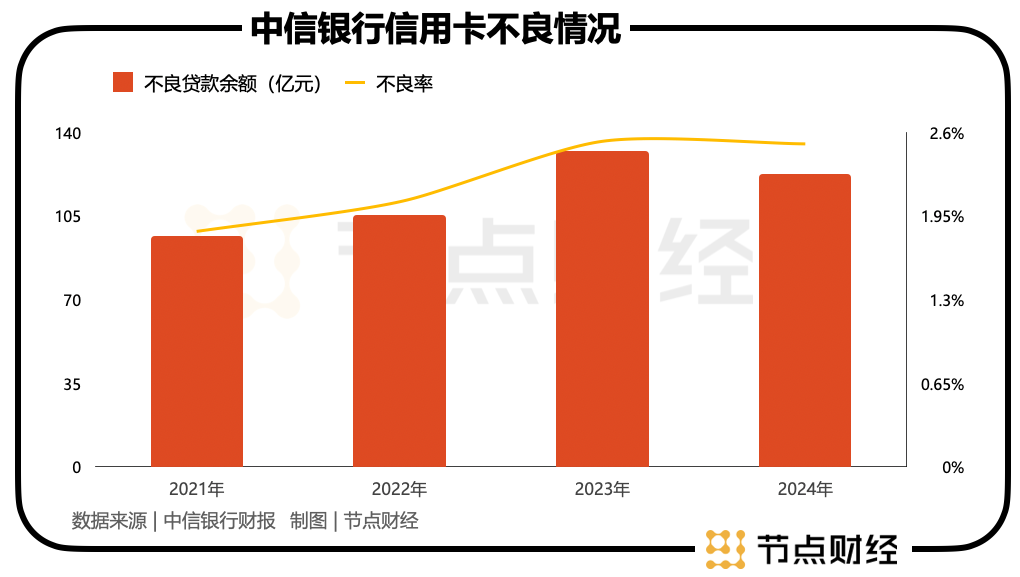 中信银行信用卡不良情况
不良贷款余额（亿元） 不良率
140 2.6%
105 1.95%
70 1.3%
35 0.65%
0 0%
节点财经
2021年 2022年 2023年 2024年
数据来源 | 中信银行财报 制图 | 节点财经
节点财经